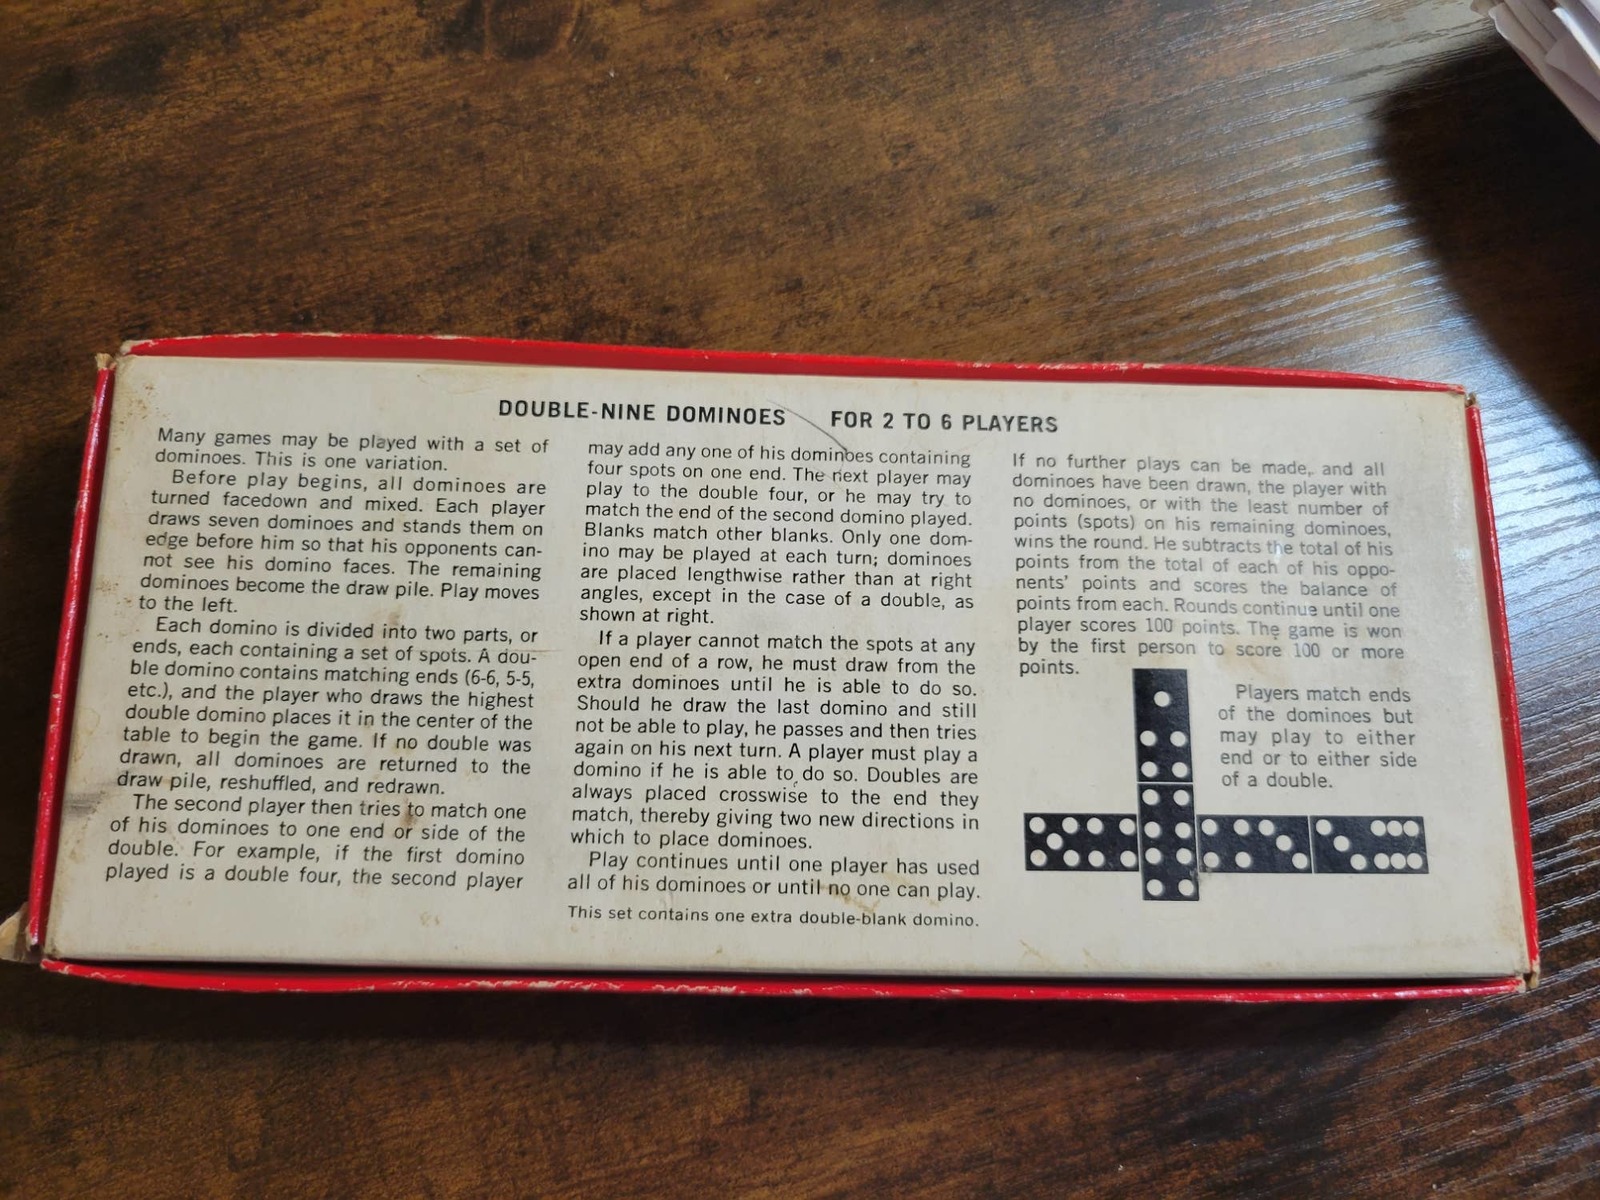 DOUBLE-NINE DOMINOES FOR 2 TO 6 PLAYERS
Many games may be played with a set of
dominoes. This is one variation.
Before play begins, all dominoes are
turned facedown and mixed. Each player
draws seven dominoes and stands them on
edge before him so that his opponents can-
not see his domino faces. The remaining
dominoes become the draw pile. Play moves
to the left.
Each domino is divided into two parts, or
ends, each containing a set of spots. A dou-
ble domino contains matching ends (6-6, 5-5,
etc.), and the player who draws the highest
double domino places it in the center of the
table to begin the game. If no double was
drawn, all dominoes are returned to the
draw pile, reshuffled, and redrawn.
The second player then tries to match one
of his dominoes to one end or side of the
double. For example, if the first domino
played is a double four, the second player
may add any one of his dominoes containing
four spots on one end. The next player may
play to the double four, or he may try to
match the end of the second domino played.
Blanks match other blanks. Only one dom-
ino may be played at each turn; dominoes
are placed lengthwise rather than at right
angles, except in the case of a double, as
shown at right.
If a player cannot match the spots at any
open end of a row, he must draw from the
extra dominoes until he is able to do so.
Should he draw the last domino and still
not be able to play, he passes and then tries
again on his next turn. A player must play a
domino if he is able to do so. Doubles are
always placed crosswise to the end they
match, thereby giving two new directions in
which to place dominoes.
Play continues until one player has used
all of his dominoes or until no one can play.
This set contains one extra double-blank domino.
If no further plays can be made, and all
dominoes have been drawn, the player with
no dominoes, or with the least number of
points (spots) on his remaining dominoes,
wins the round. He subtracts the total of his
points from the total of each of his oppo-
nents' points and scores the balance of
points from each. Rounds continue until one
player scores 100 points. The game is won
by the first person to score 100 or more
points.
Players match ends
of the dominoes but
may play to either
end or to either side
of a double.